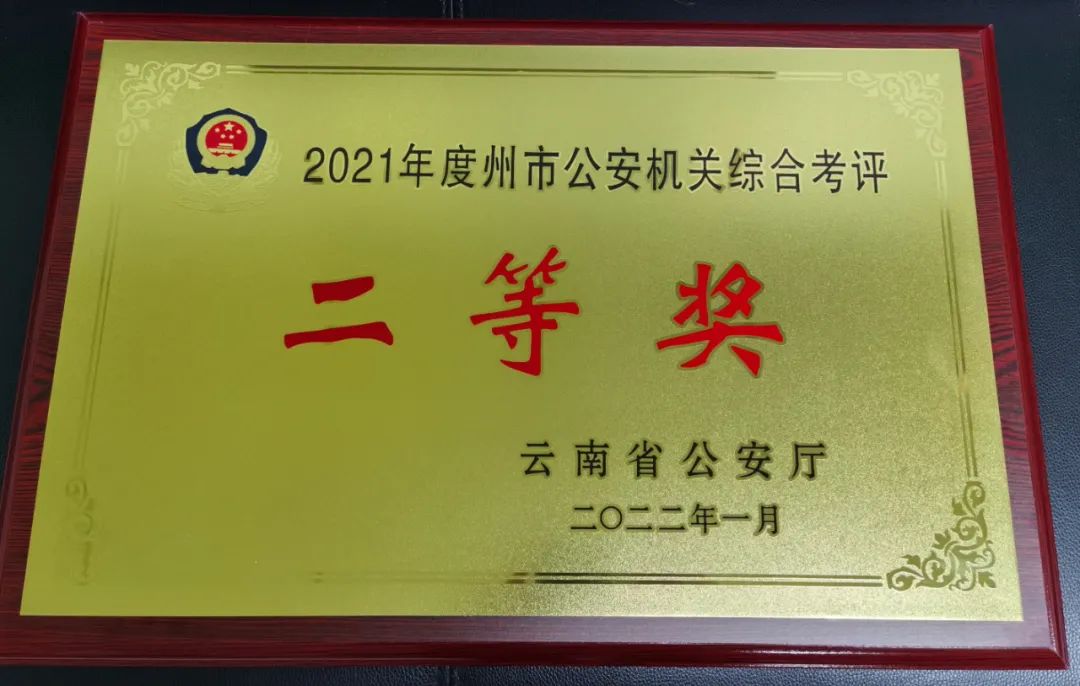 2021年度州市公安机关综合考评
二等奖
云南省公安厅
二〇二二年一月